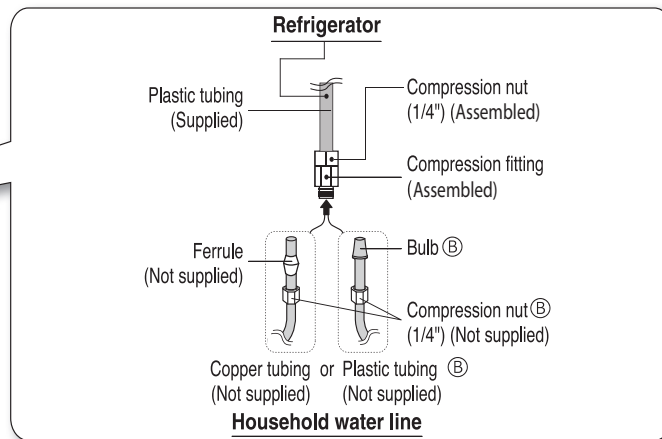 Refrigerator
Plastic tubing
(Supplied)
Compression nut
(1/4") (Assembled)
Compression fitting
(Assembled)
Ferrule
(Not supplied)
Bulb Ⓑ
Compression nut Ⓑ
(1/4") (Not supplied)
Copper tubing or Plastic tubing Ⓑ
(Not supplied) (Not supplied)
Household water line